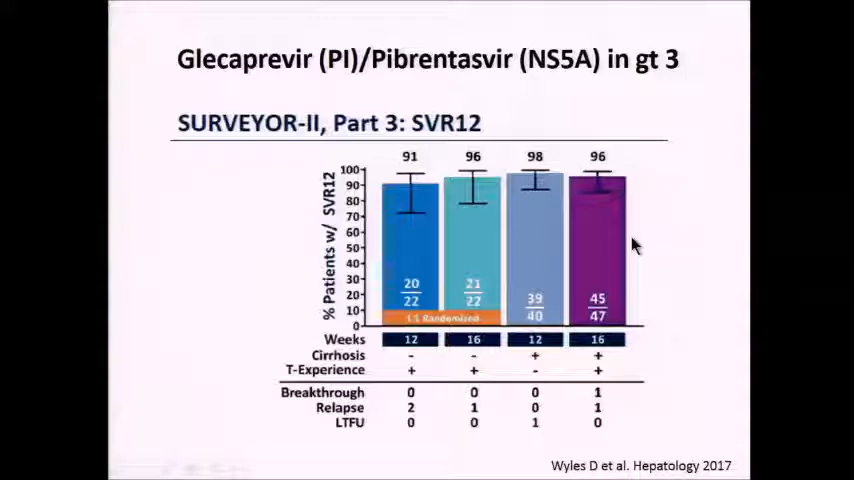 Glecaprevir (PI)/Pibrentasvir (NS5A) in gt 3
SURVEYOR-II, Part 3: SVR12
91 96 98 96
% Patients w/ SVR12
100
90
80
70
60
50
40
30
20
10
0
20
22
21
22
39
40
45
47
1:1 Randomized
Weeks 12 16 12 16
Cirrhosis - - + +
T-Experience + + - +
Breakthrough 0 0 0 1
Relapse 2 1 0 1
LTFU 0 0 1 0
Wyles D et al. Hepatology 2017